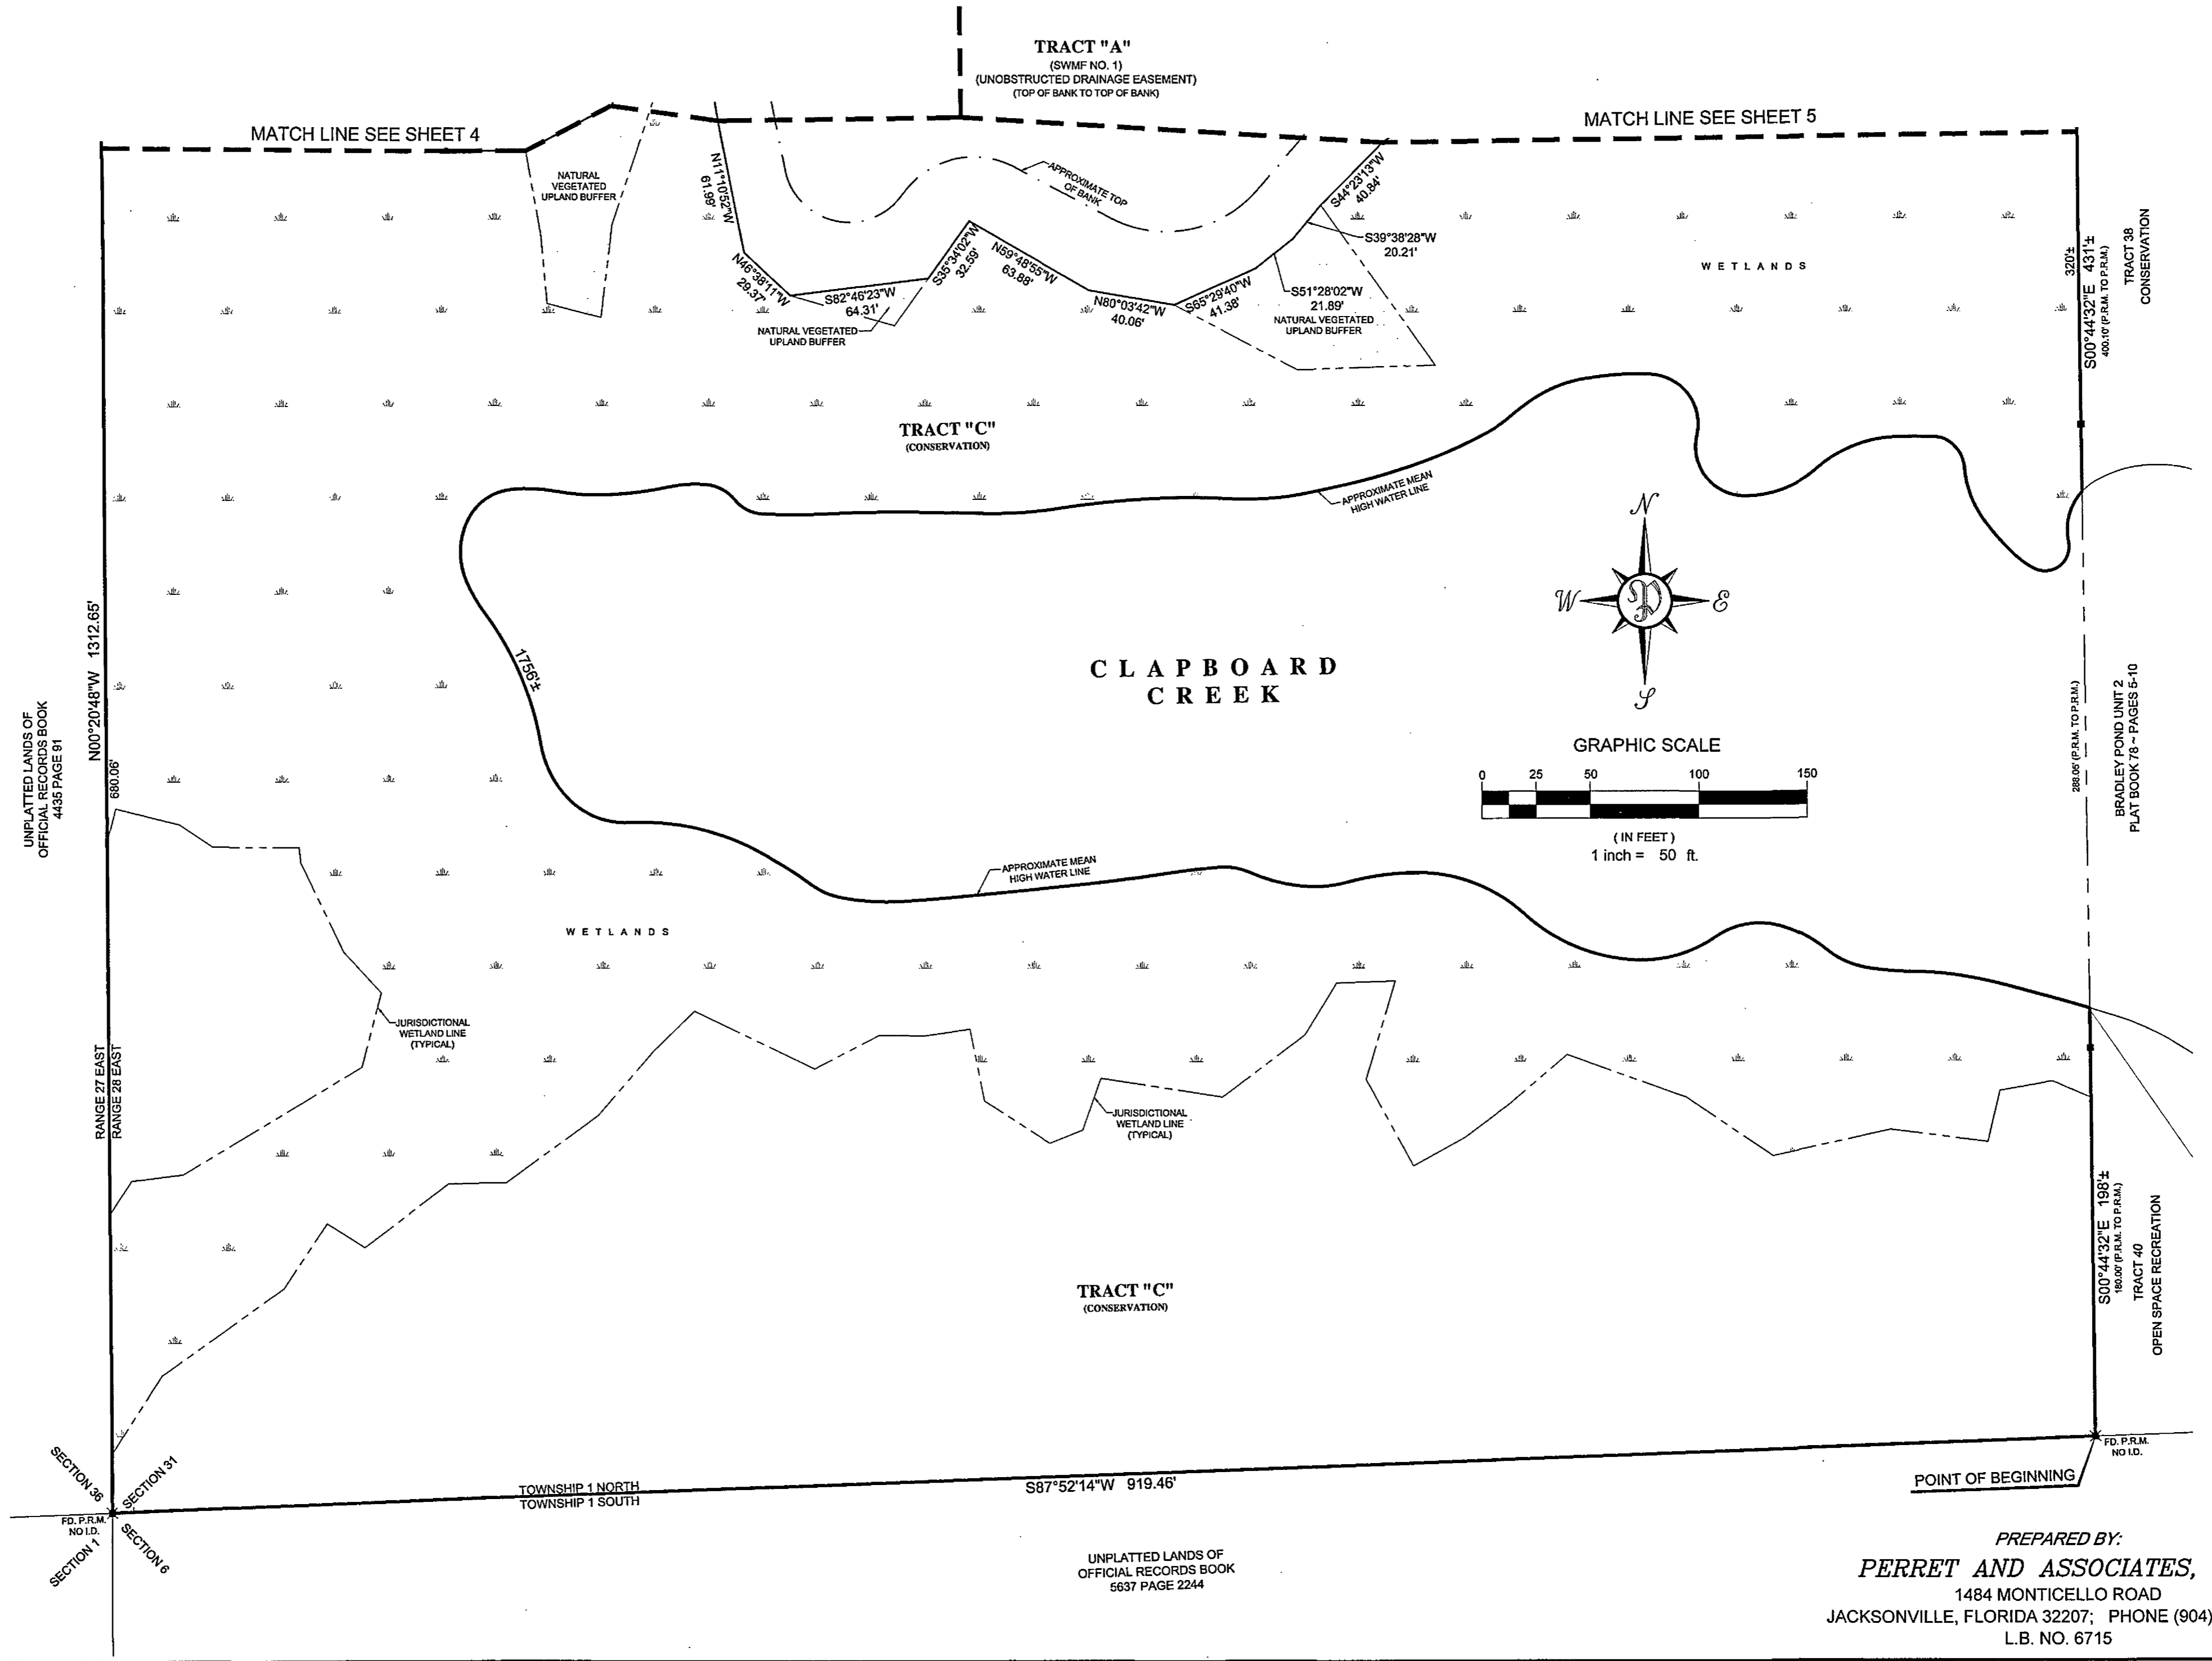 TRACT "A"
(SWMF NO. 1)
(UNOBSTRUCTED DRAINAGE EASEMENT)
(TOP OF BANK TO TOP OF BANK)
MATCH LINE SEE SHEET 4
MATCH LINE SEE SHEET 5
NATURAL
VEGETATED
UPLAND BUFFER
N11°10'52"W
61.99'
APPROXIMATE TOP
OF BANK
S44°23'13"W
40.84'
S39°38'28"W
20.21'
N46°38'11"W
29.37'
S82°46'23"W
64.31'
S35°34'02"W
32.59'
N59°48'55"W
63.88'
N80°03'42"W
40.06'
S65°29'40"W
41.38'
S51°28'02"W
21.89'
NATURAL VEGETATED
UPLAND BUFFER
NATURAL VEGETATED
UPLAND BUFFER
WETLANDS
320'±
S00°44'32"E 431'±
400.10' (P.R.M. TO P.R.M.)
TRACT 38
CONSERVATION
TRACT "C"
(CONSERVATION)
APPROXIMATE MEAN
HIGH WATER LINE
N
W
E
S
P
1756'±
CLAPBOARD
CREEK
N00°20'48"W 1312.65'
680.06'
UNPLATTED LANDS OF
OFFICIAL RECORDS BOOK
4435 PAGE 91
288.05' (P.R.M. TO P.R.M.)
BRADLEY POND UNIT 2
PLAT BOOK 78 ~ PAGES 5-10
GRAPHIC SCALE
0 25 50 100 150
( IN FEET )
1 inch = 50 ft.
APPROXIMATE MEAN
HIGH WATER LINE
WETLANDS
JURISDICTIONAL
WETLAND LINE
(TYPICAL)
RANGE 27 EAST
RANGE 28 EAST
JURISDICTIONAL
WETLAND LINE
(TYPICAL)
S00°44'32"E 198'±
180.00' (P.R.M. TO P.R.M.)
TRACT 40
OPEN SPACE RECREATION
TRACT "C"
(CONSERVATION)
SECTION 36
SECTION 31
FD. P.R.M.
NO I.D.
SECTION 1
SECTION 6
TOWNSHIP 1 NORTH
TOWNSHIP 1 SOUTH
S87°52'14"W 919.46'
FD. P.R.M.
NO I.D.
POINT OF BEGINNING
UNPLATTED LANDS OF
OFFICIAL RECORDS BOOK
5637 PAGE 2244
PREPARED BY:
PERRET AND ASSOCIATES,
1484 MONTICELLO ROAD
JACKSONVILLE, FLORIDA 32207; PHONE (904)
L.B. NO. 6715